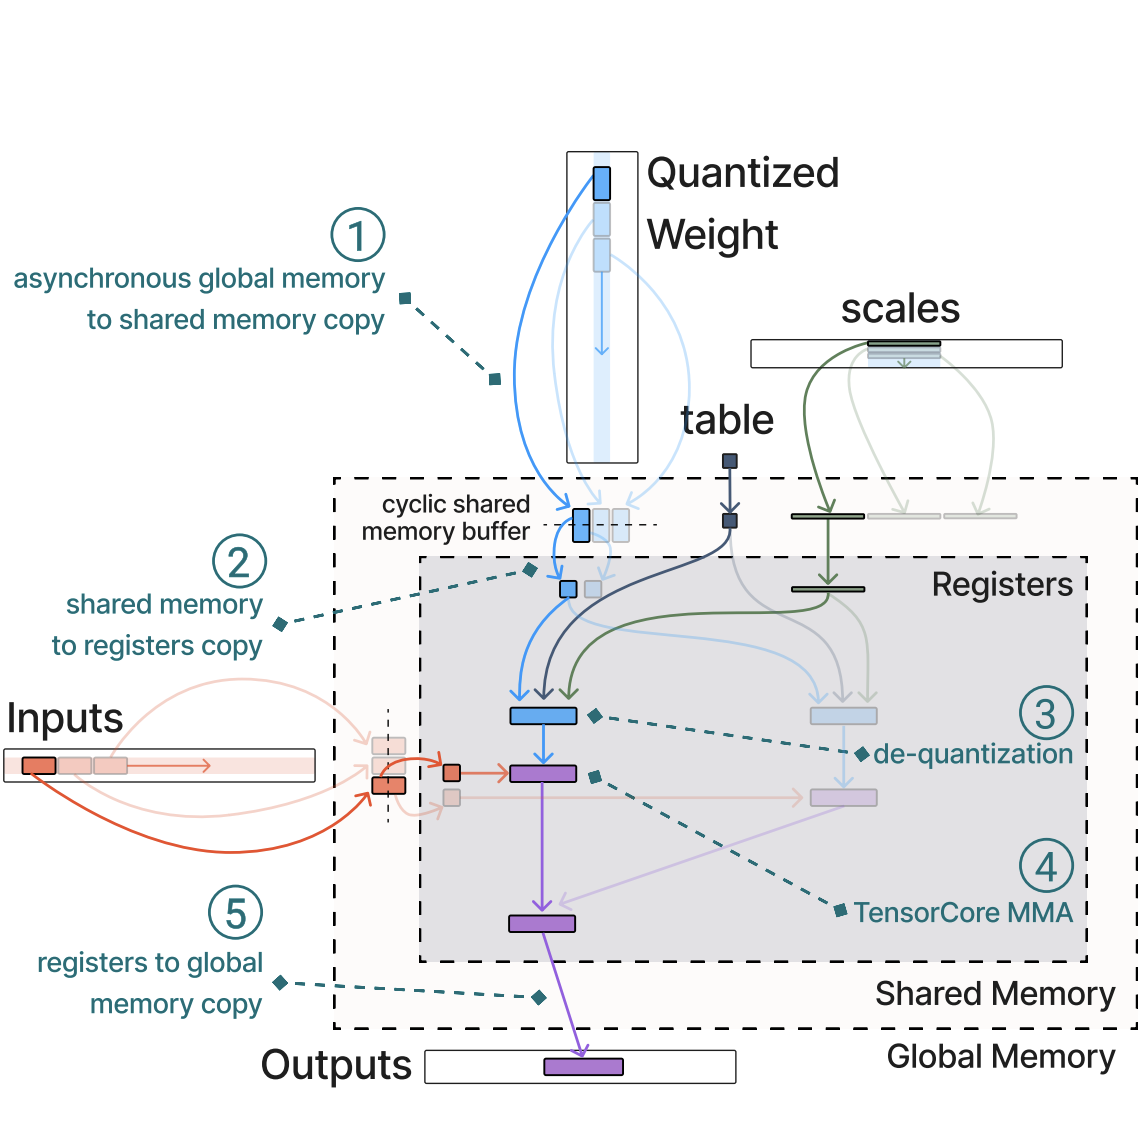 Quantized
Weight
1
asynchronous global memory
to shared memory copy
scales
table
cyclic shared
memory buffer
2
shared memory
to registers copy
Registers
Inputs
3
de-quantization
4
TensorCore MMA
5
registers to global
memory copy
Shared Memory
Outputs
Global Memory